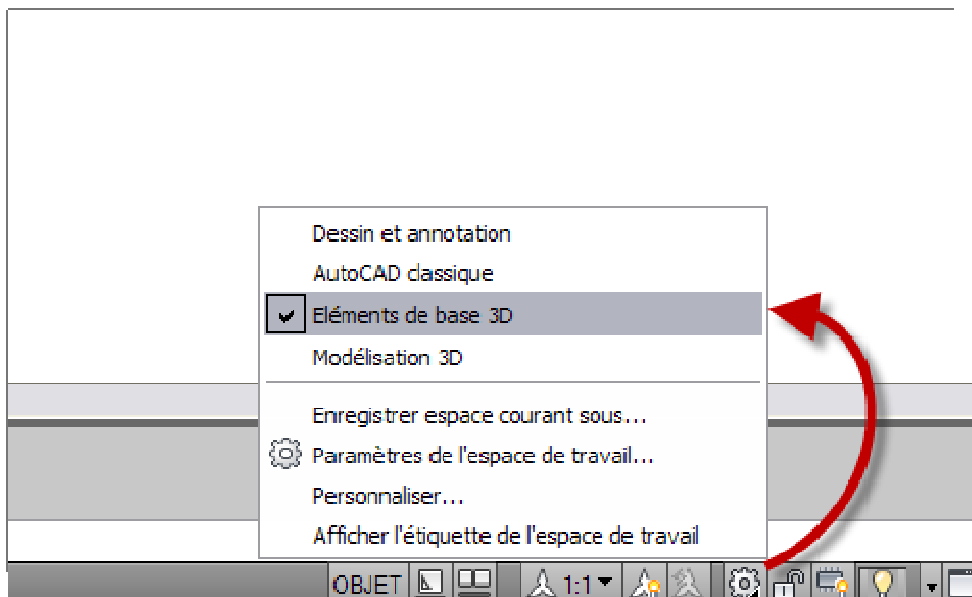 Dessin et annotation
AutoCAD classique
Eléments de base 3D
Modélisation 3D
Enregistrer espace courant sous...
Paramètres de l'espace de travail...
Personnaliser...
Afficher l'étiquette de l'espace de travail
OBJET 1:1